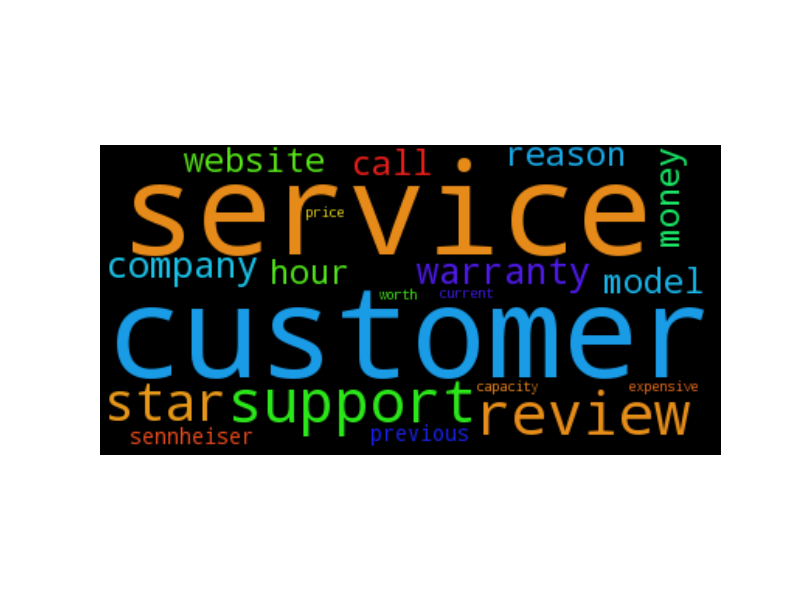 website call reason
money
service
price
company hour warranty model
worth current
customer
star support review
capacity expensive
sennheiser previous